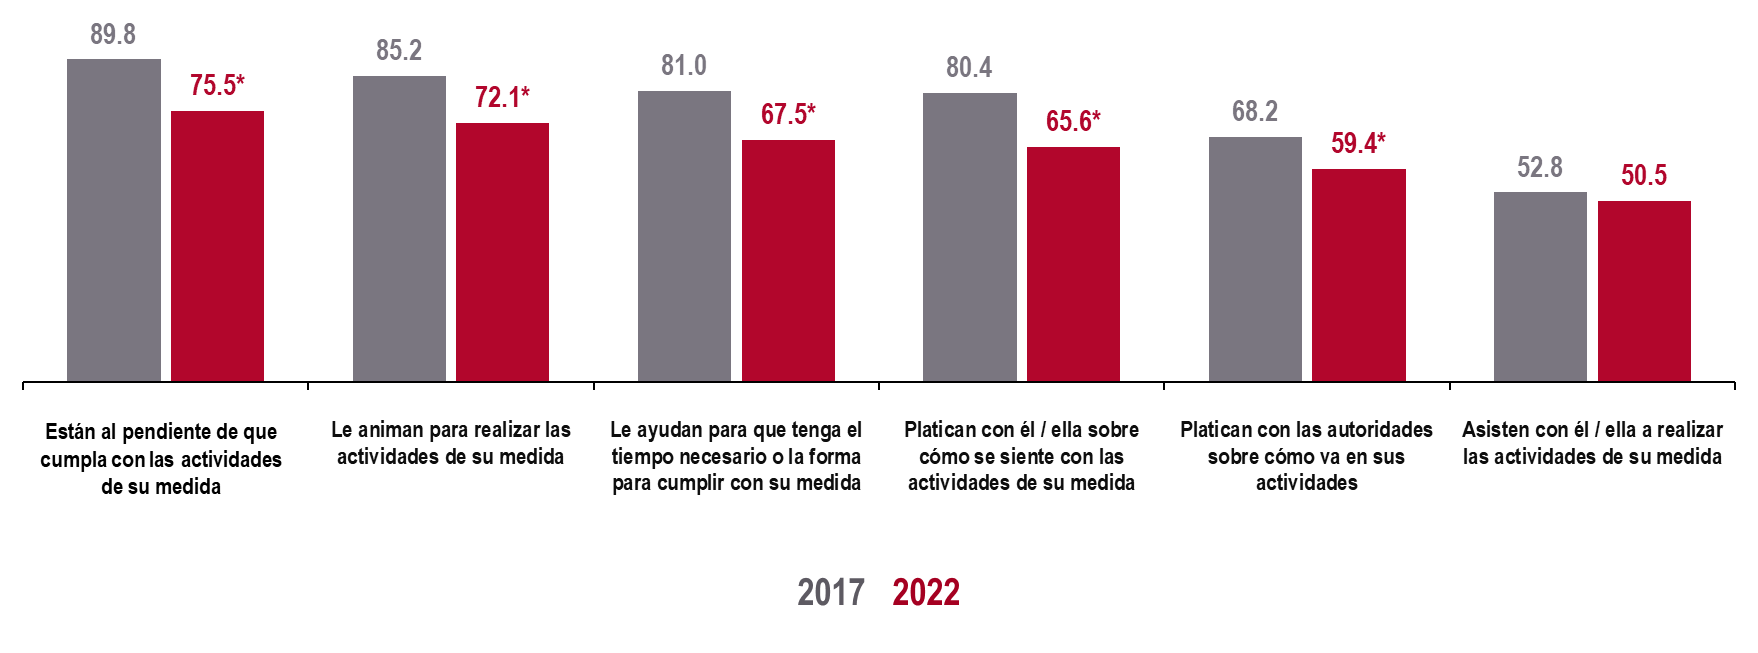 89.8
75.5*
85.2
72.1*
81.0
67.5*
80.4
65.6*
68.2
59.4*
52.8
50.5
Están al pendiente de que
cumpla con las actividades
de su medida
Le animan para realizar las
actividades de su medida
Le ayudan para que tenga el
tiempo necesario o la forma
para cumplir con su medida
Platican con él / ella sobre
cómo se siente con las
actividades de su medida
Platican con las autoridades
sobre cómo va en sus
actividades
Asisten con él / ella a realizar
las actividades de su medida
2017 2022